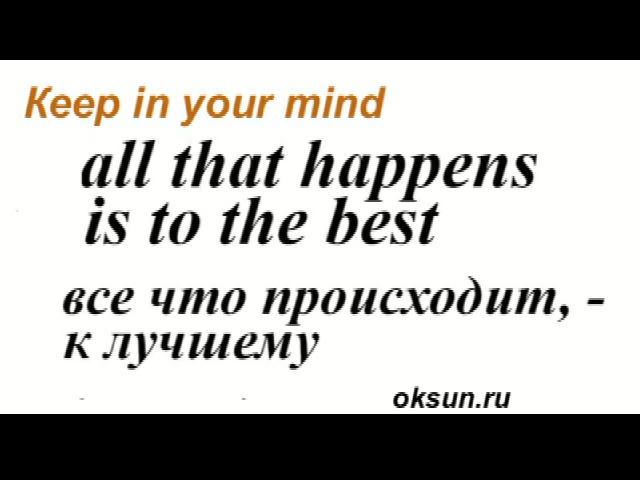 Keep in your mind
all that happens
is to the best
все что происходит, -
к лучшему
oksun.ru